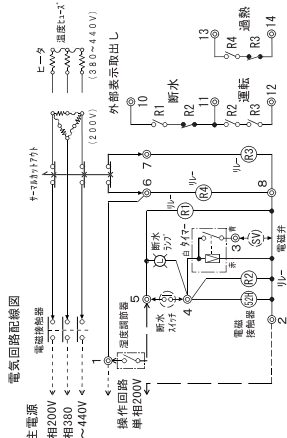 電気回路配線図
主電源
相200V
相380
～440V
電磁接触器
サーマルカットアウト
ヒータ
温度ヒューズ
(200V)
(380～440V)
操作回路
単相200V
湿度調節器
1
5
断水
スイッチ
断水
ランプ
4
白
タイマー
青
赤
3
SV
電磁弁
52H
電磁
接触器
R2
リレー
2
リレー
R1
リレー
R4
リレー
R3
6
7
8
外部表示取出し
10
断水
R1
R2
11
運転
R2
R3
12
13
過熱
R4
R3
14